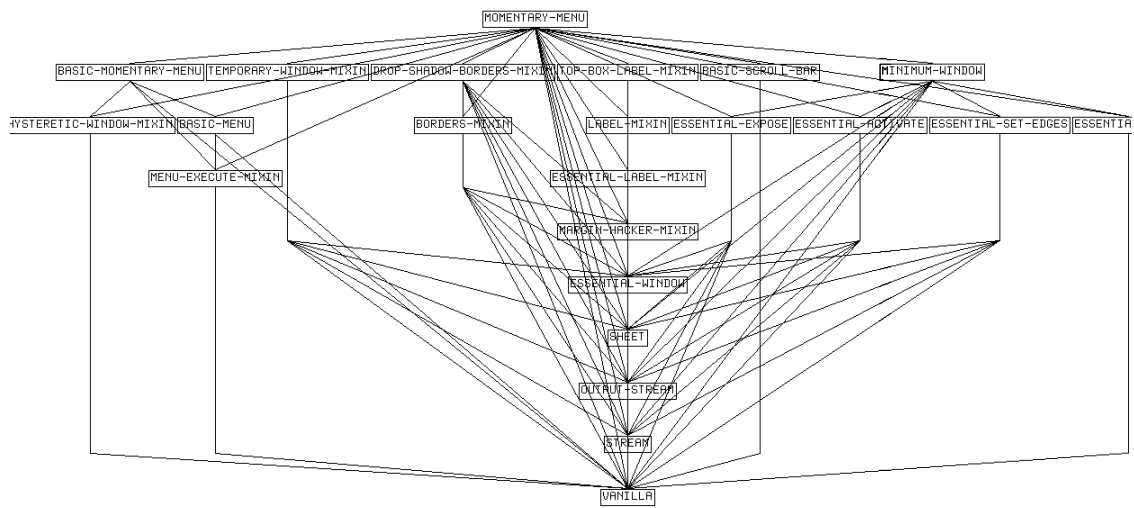 MOMENTARY-MENU
BASIC-MOMENTARY-MENU TEMPORARY-WINDOW-MIXIN DROP-SHADOW-BORDERS-MIXIN TOP-BOX-LABEL-MIXIN BASIC-SCROLL-BAR MINIMUM-WINDOW
HYSTERETIC-WINDOW-MIXIN BASIC-MENU BORDERS-MIXIN LABEL-MIXIN ESSENTIAL-EXPOSE ESSENTIAL-ACTIVATE ESSENTIAL-SET-EDGES ESSENTIA
MENU-EXECUTE-MIXIN ESSENTIAL-LABEL-MIXIN
MARGIN-HACKER-MIXIN
ESSENTIAL-WINDOW
SHEET
OUTPUT-STREAM
STREAM
VANILLA